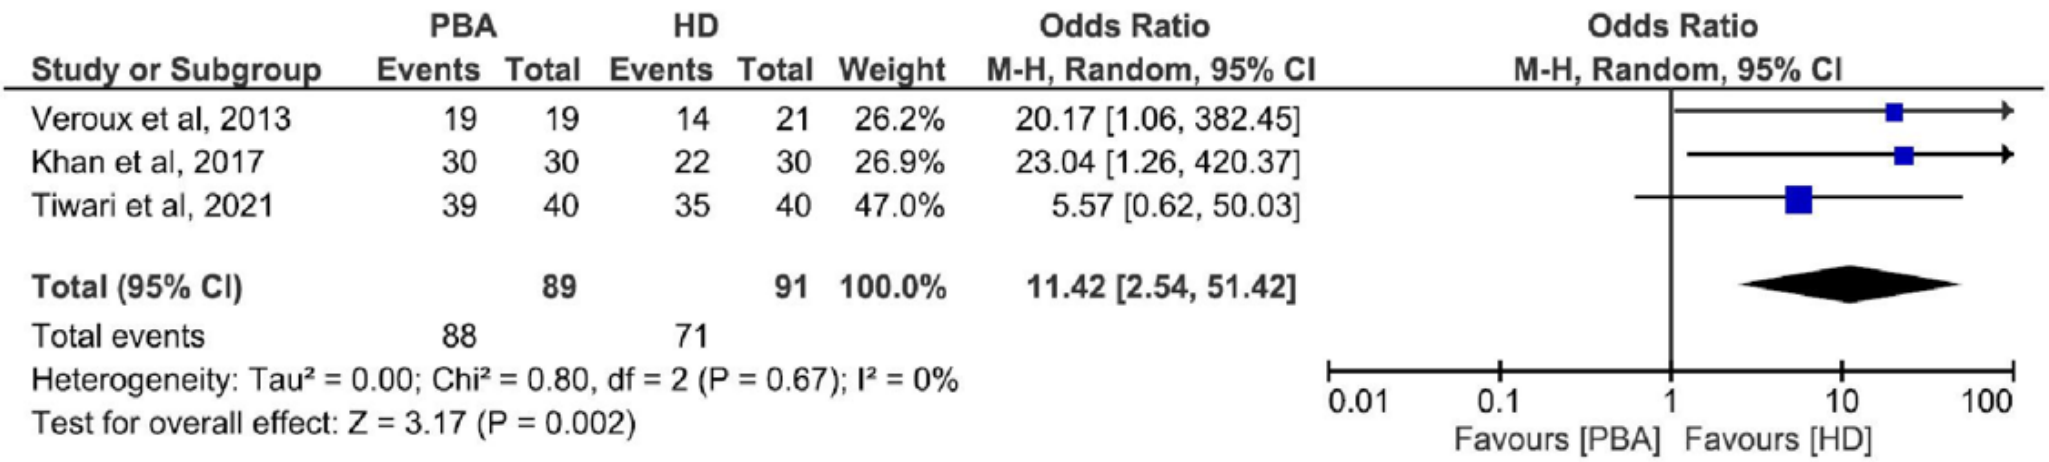 PBA HD Odds Ratio Odds Ratio
Study or Subgroup Events Total Events Total Weight M-H, Random, 95% CI M-H, Random, 95% CI
Veroux et al, 2013 19 19 14 21 26.2% 20.17 [1.06, 382.45]
Khan et al, 2017 30 30 22 30 26.9% 23.04 [1.26, 420.37]
Tiwari et al, 2021 39 40 35 40 47.0% 5.57 [0.62, 50.03]
Total (95% CI) 89 91 100.0% 11.42 [2.54, 51.42]
Total events 88 71
Heterogeneity: Tau² = 0.00; Chi² = 0.80, df = 2 (P = 0.67); I² = 0%
Test for overall effect: Z = 3.17 (P = 0.002)
0.01 0.1 1 10 100
Favours [PBA] Favours [HD]